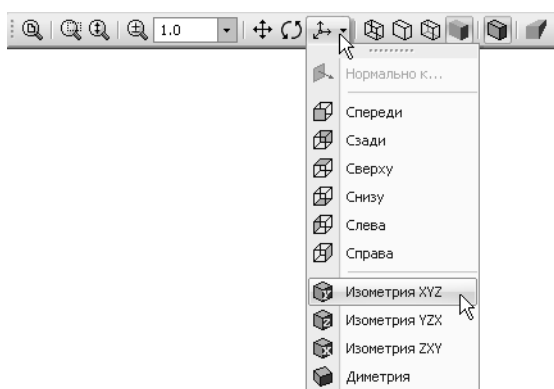 1.0
Нормально к...
Спереди
Сзади
Сверху
Снизу
Слева
Справа
Изометрия XYZ
Изометрия YZX
Изометрия ZXY
Диметрия